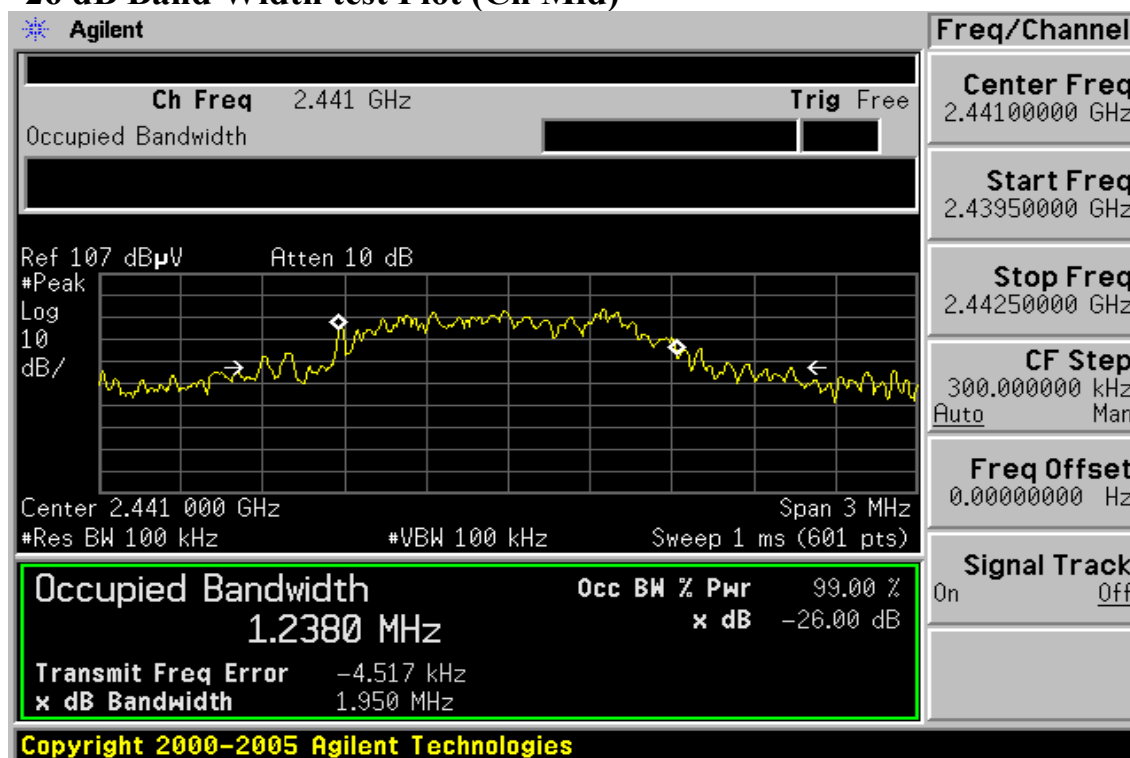 26 dB Band Width test Plot (Ch Mid)
Agilent
Freq/Channel
Ch Freq 2.441 GHz Trig Free
Occupied Bandwidth
Center Freq
2.44100000 GHz
Start Freq
2.43950000 GHz
Stop Freq
2.44250000 GHz
CF Step
300.000000 kHz
Auto Man
Freq Offset
0.00000000 Hz
Signal Track
On Off
Ref 107 dBµV Atten 10 dB
#Peak
Log
10
dB/
Center 2.441 000 GHz Span 3 MHz
#Res BW 100 kHz #VBW 100 kHz Sweep 1 ms (601 pts)
Occupied Bandwidth Occ BW % Pwr 99.00 %
1.2380 MHz x dB -26.00 dB
Transmit Freq Error -4.517 kHz
x dB Bandwidth 1.950 MHz
Copyright 2000-2005 Agilent Technologies